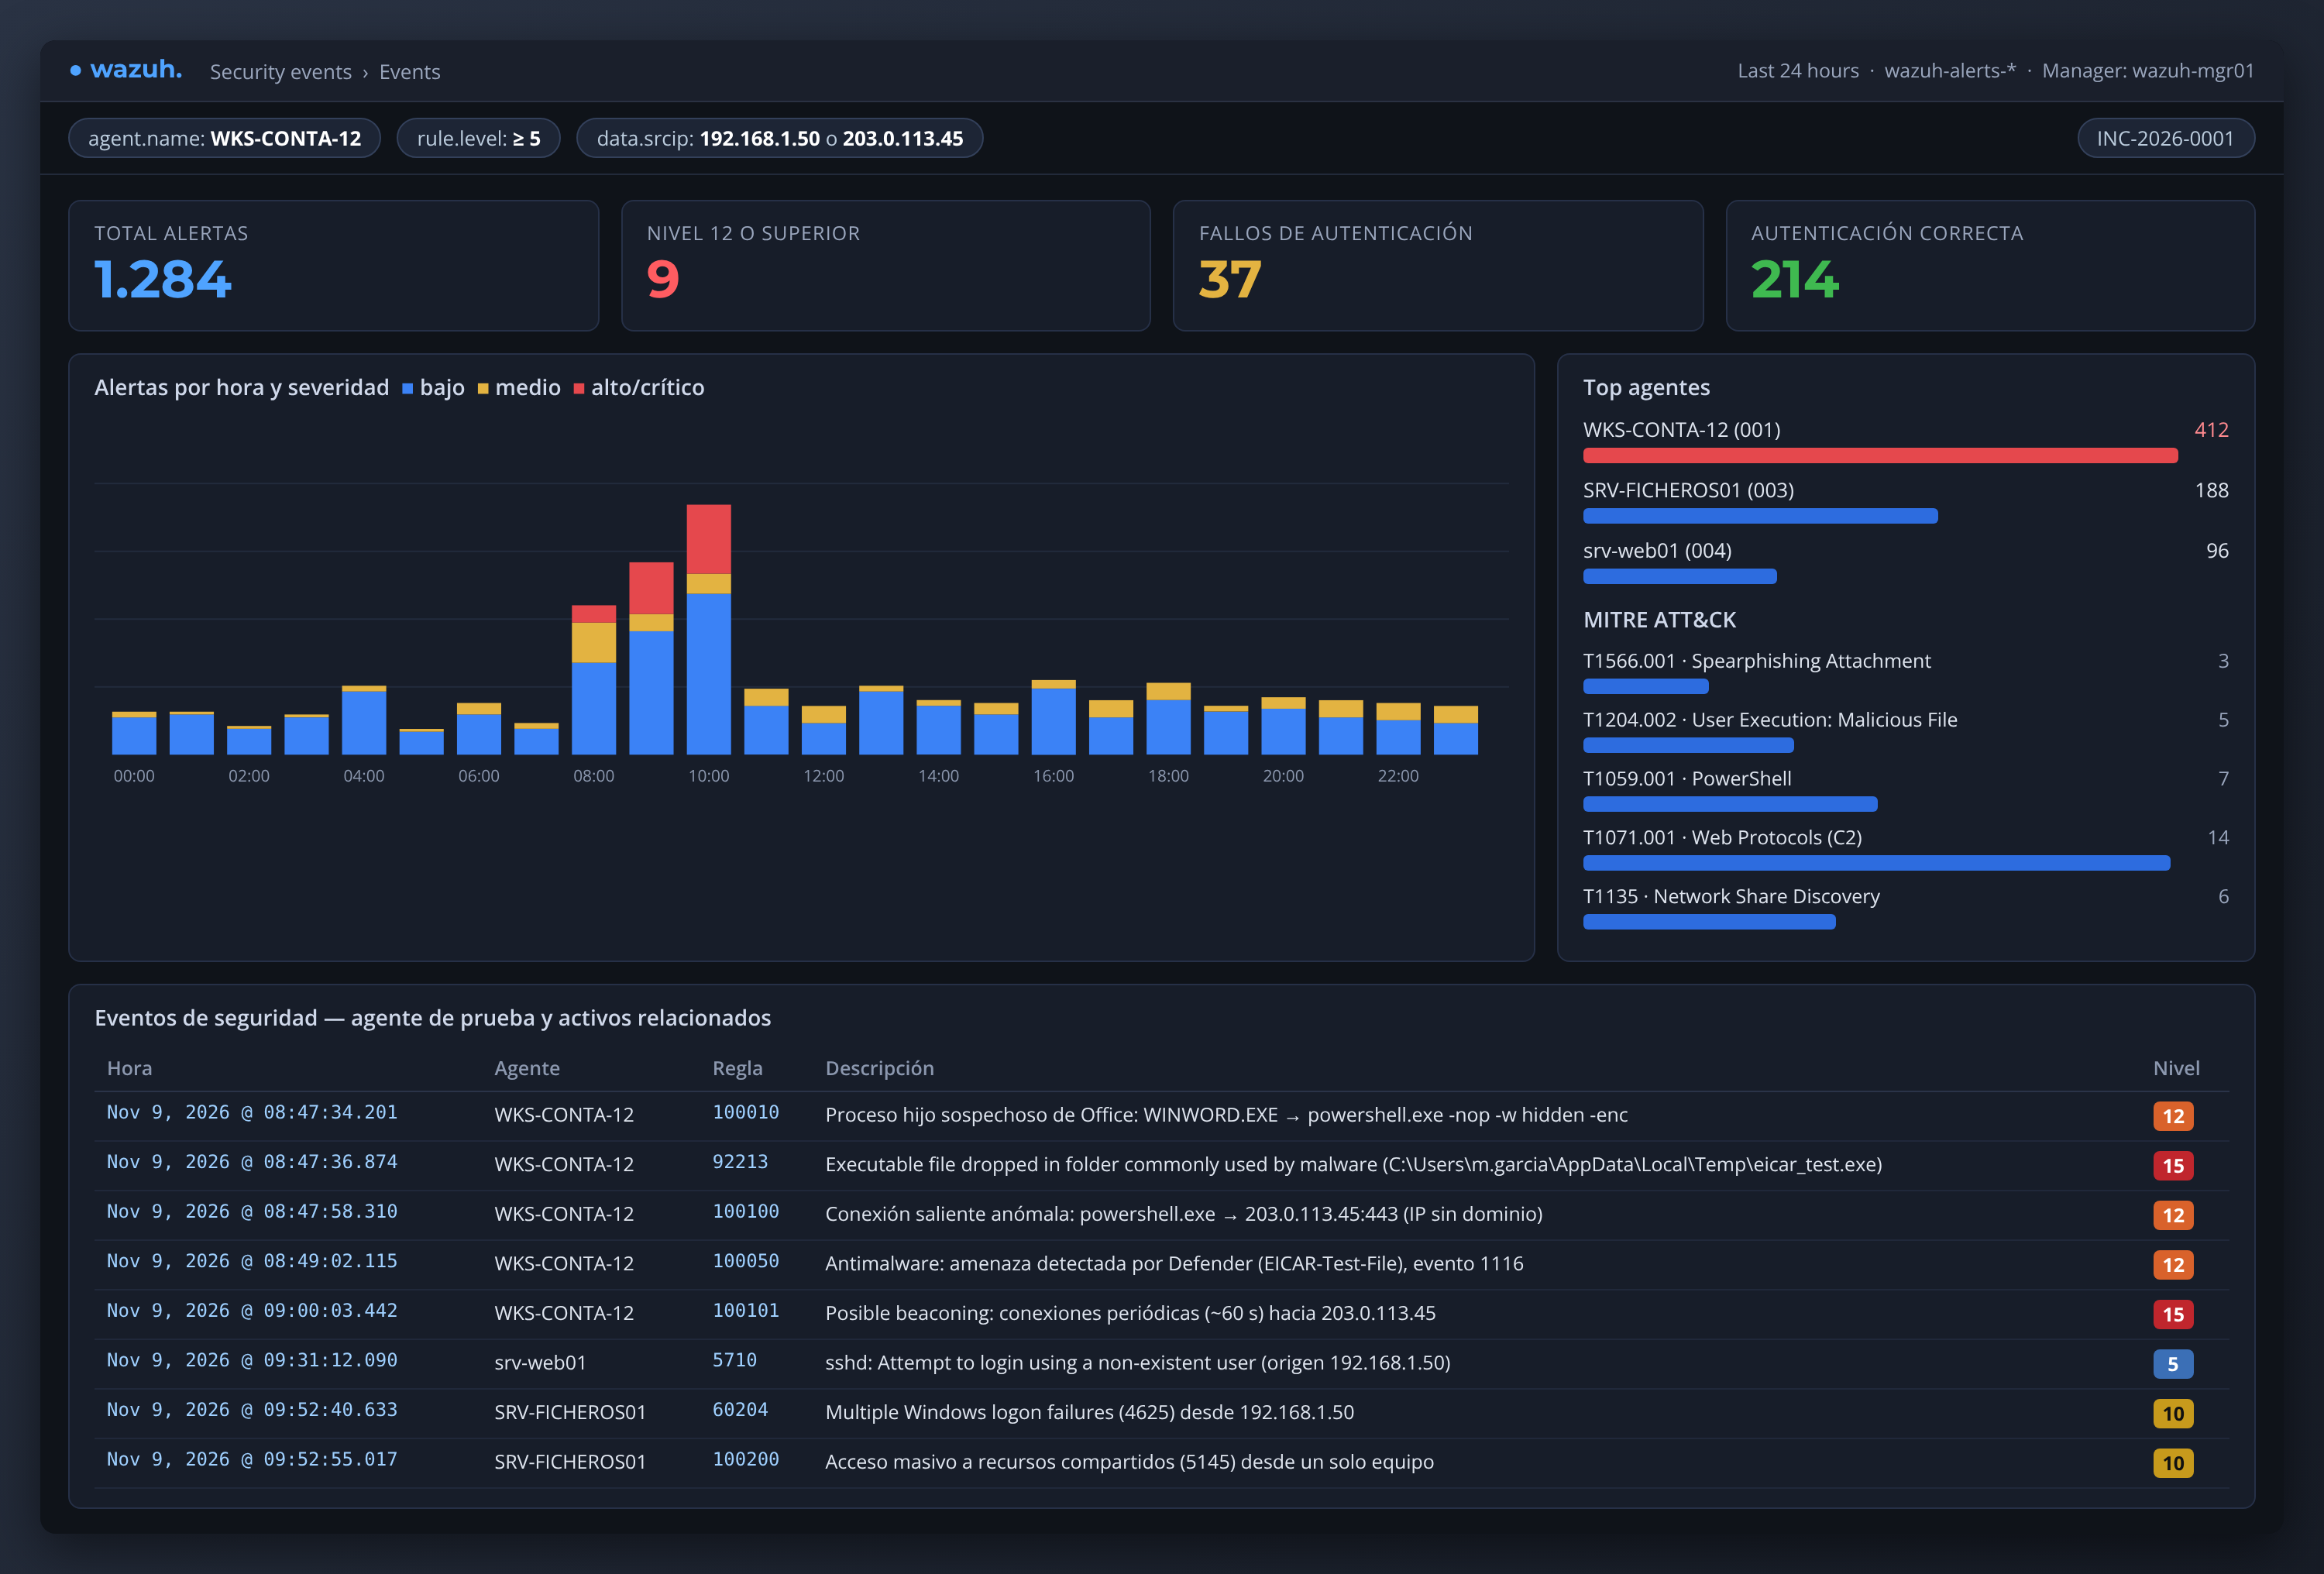 wazuh. Security events › Events Last 24 hours · wazuh-alerts-* · Manager: wazuh-mgr01
agent.name: WKS-CONTA-12 rule.level: ≥ 5 data.srcip: 192.168.1.50 o 203.0.113.45 INC-2026-0001
TOTAL ALERTAS
1.284
NIVEL 12 O SUPERIOR
9
FALLOS DE AUTENTICACIÓN
37
AUTENTICACIÓN CORRECTA
214
Alertas por hora y severidad bajo medio alto/crítico
00:00 02:00 04:00 06:00 08:00 10:00 12:00 14:00 16:00 18:00 20:00 22:00
Top agentes
WKS-CONTA-12 (001) 412
SRV-FICHEROS01 (003) 188
srv-web01 (004) 96
MITRE ATT&CK
T1566.001 · Spearphishing Attachment 3
T1204.002 · User Execution: Malicious File 5
T1059.001 · PowerShell 7
T1071.001 · Web Protocols (C2) 14
T1135 · Network Share Discovery 6
Eventos de seguridad — agente de prueba y activos relacionados
Hora Agente Regla Descripción Nivel
Nov 9, 2026 @ 08:47:34.201 WKS-CONTA-12 100010 Proceso hijo sospechoso de Office: WINWORD.EXE → powershell.exe -nop -w hidden -enc 12
Nov 9, 2026 @ 08:47:36.874 WKS-CONTA-12 92213 Executable file dropped in folder commonly used by malware (C:\Users\m.garcia\AppData\Local\Temp\eicar_test.exe) 15
Nov 9, 2026 @ 08:47:58.310 WKS-CONTA-12 100100 Conexión saliente anómala: powershell.exe → 203.0.113.45:443 (IP sin dominio) 12
Nov 9, 2026 @ 08:49:02.115 WKS-CONTA-12 100050 Antimalware: amenaza detectada por Defender (EICAR-Test-File), evento 1116 12
Nov 9, 2026 @ 09:00:03.442 WKS-CONTA-12 100101 Posible beaconing: conexiones periódicas (~60 s) hacia 203.0.113.45 15
Nov 9, 2026 @ 09:31:12.090 srv-web01 5710 sshd: Attempt to login using a non-existent user (origen 192.168.1.50) 5
Nov 9, 2026 @ 09:52:40.633 SRV-FICHEROS01 60204 Multiple Windows logon failures (4625) desde 192.168.1.50 10
Nov 9, 2026 @ 09:52:55.017 SRV-FICHEROS01 100200 Acceso masivo a recursos compartidos (5145) desde un solo equipo 10